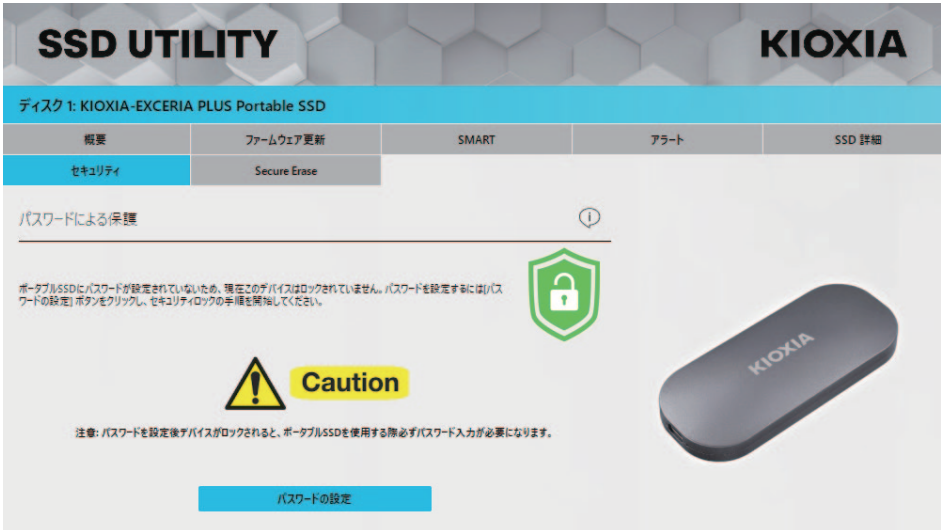 SSD UTILITY
KIOXIA
ディスク 1: KIOXIA-EXCERIA PLUS Portable SSD
概要
ファームウェア更新
SMART
アラート
SSD 詳細
セキュリティ
Secure Erase
パスワードによる保護
ポータブルSSDにパスワードが設定されていないため、現在このデバイスはロックされていません。パスワードを設定するには[パス
ワードの設定] ボタンをクリックし、セキュリティロックの手順を開始してください。
KIOXIA
Caution
注意: パスワードを設定後デバイスがロックされると、ポータブルSSDを使用する際必ずパスワード入力が必要になります。
パスワードの設定